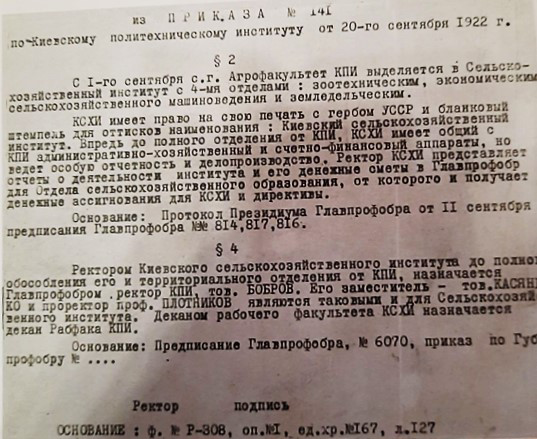 из П Р И К А З А № 141
по Киевскому политехническому институту от 20-го сентября 1922 г.
§ 2
С I-го сентября с.г. Агрофакультет КПИ выделяется в Сельско-
хозяйственный институт с 4-мя отделами : зоотехническим, экономическим
сельскохозяйственного машиноведения и земледельческим.
КСХИ имеет право на свою печать с гербом УССР и бланковый
штемпель для оттисков наименования : Киевский сельскохозяйственный
институт. Впредь до полного отделения от КПИ, КСХИ имеет общий с
КПИ административно-хозяйственный и счетно-финансовый аппараты, но
ведет особую отчетность и делопроизводство. Ректор КСХИ представляет
отчеты о деятельности института и его денежные сметы в Главпрофобр
для Отдела сельскохозяйственного образования, от которого и получает
денежные ассигнования для КСХИ и директивы.
Основание: Протокол Президиума Главпрофобра от II сентября
предписания Главпрофобра №№ 814,817,816.
§ 4
Ректором Киевского сельскохозяйственного института до полно
обособления его и территориального отделения от КПИ, назначается
Главпрофобром ректор КПИ, тов. БОБРОВ. Его заместитель - тов.КАСЯН
КО и проректор проф. ПЛОТНИКОВ являются таковыми и для Сельскохозяй
венного института. Деканом рабочего факультета КСХИ назначается
декан Рабфака КПИ.
Основание: Предписание Главпрофобра, № 6070, приказ по Губ
профобру № ....
Ректор подпись
ОСНОВАНИЕ : ф. № Р-308, оп.№1, ед.хр.№167, л.127